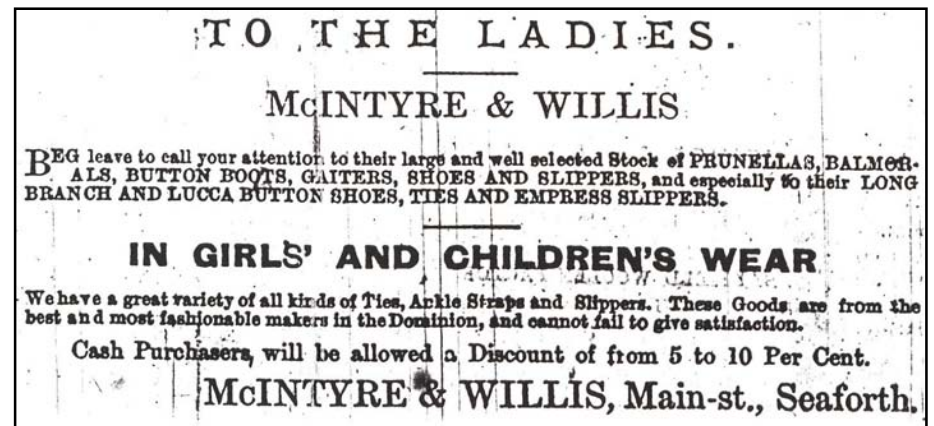 TO THE LADIES.
McINTYRE & WILLIS
BEG leave to call your attention to their large and well selected Stock of PRUNELLAS, BALMOR-
ALS, BUTTON BOOTS, GAITERS, SHOES AND SLIPPERS, and especially to their LONG
BRANCH AND LUCCA BUTTON SHOES, TIES AND EMPRESS SLIPPERS.
IN GIRLS' AND CHILDREN'S WEAR
We have a great variety of all kinds of Ties, Ankle Straps and Slippers. These Goods are from the
best and most fashionable makers in the Dominion, and cannot fail to give satisfaction.
Cash Purchasers, will be allowed a Discount of from 5 to 10 Per Cent.
McINTYRE & WILLIS, Main-st., Seaforth.